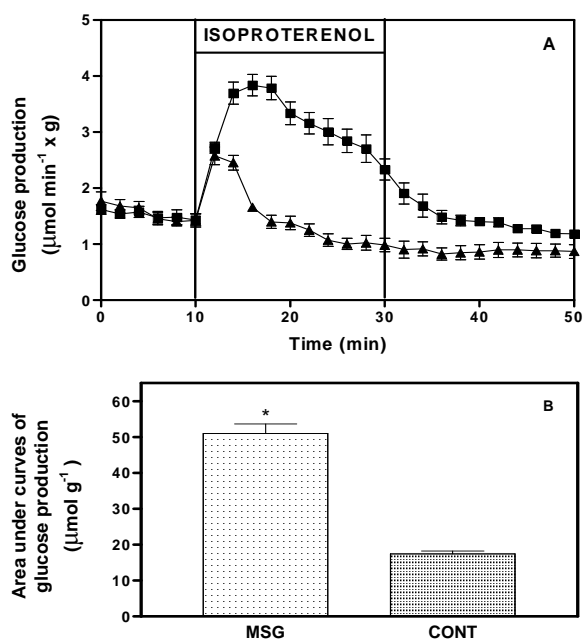 ISOPROTERENOL
A
Glucose production
(μmol min⁻¹ x g)
5
4
3
2
1
0
0 10 20 30 40 50
Time (min)
B
Area under curves of
glucose production
(μmol g⁻¹ )
60
50
40
30
20
10
0
*
MSG CONT